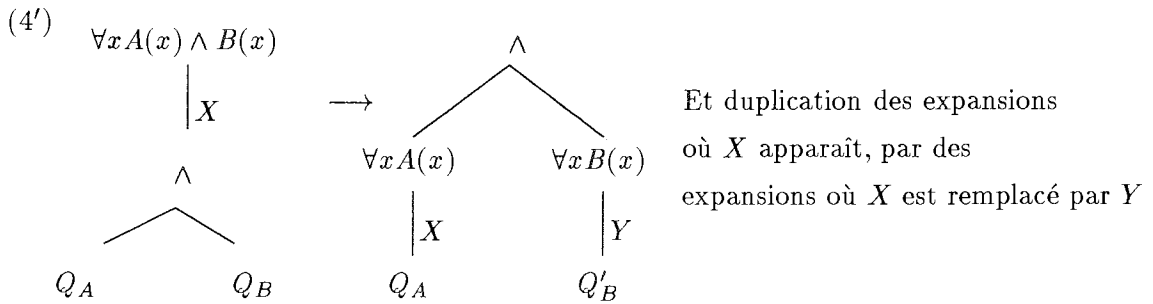 (4′)
∀xA(x) ∧ B(x)
X
∧
Q_A Q_B
→
∧
∀xA(x) ∀xB(x)
X Y
Q_A Q′_B
Et duplication des expansions
où X apparaît, par des
expansions où X est remplacé par Y